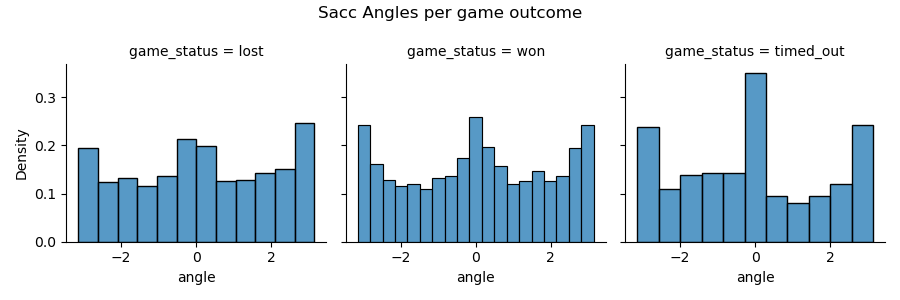 Sacc Angles per game outcome
game_status = lost
game_status = won
game_status = timed_out
Density
0.3
0.2
0.1
0.0
−2 0 2
−2 0 2
−2 0 2
angle
angle
angle